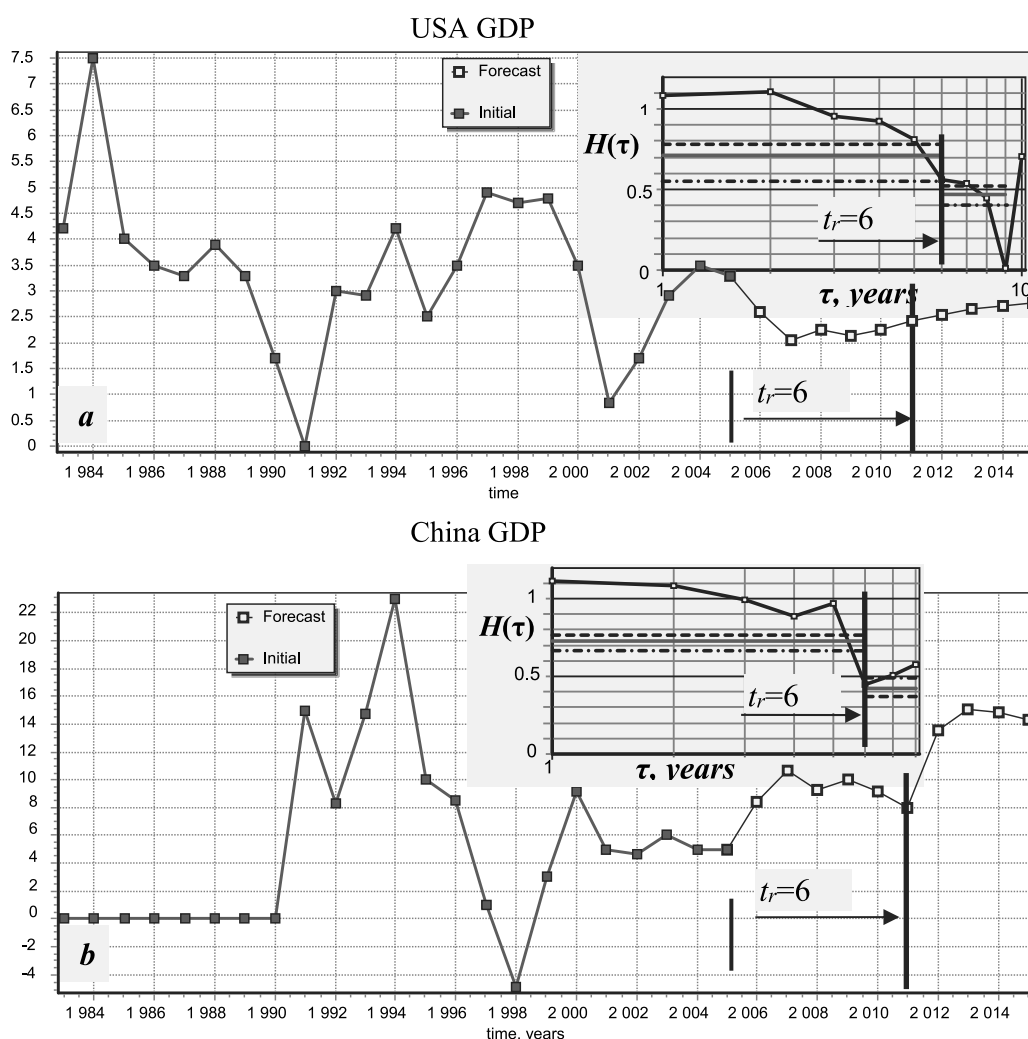 USA GDP
7.5
7
6.5
6
5.5
5
4.5
4
3.5
3
2.5
2
1.5
1
0.5
0
Forecast
Initial
1
0.5
0
H(τ)
tr=6
1
10
τ, years
tr=6
a
1 984 1 986 1 988 1 990 1 992 1 994 1 996 1 998 2 000 2 002 2 004 2 006 2 008 2 010 2 012 2 014
time
China GDP
22
20
18
16
14
12
10
8
6
4
2
0
-2
-4
Forecast
Initial
1
0.5
0
H(τ)
tr=6
1
τ, years
tr=6
b
1 984 1 986 1 988 1 990 1 992 1 994 1 996 1 998 2 000 2 002 2 004 2 006 2 008 2 010 2 012 2 014
time, years